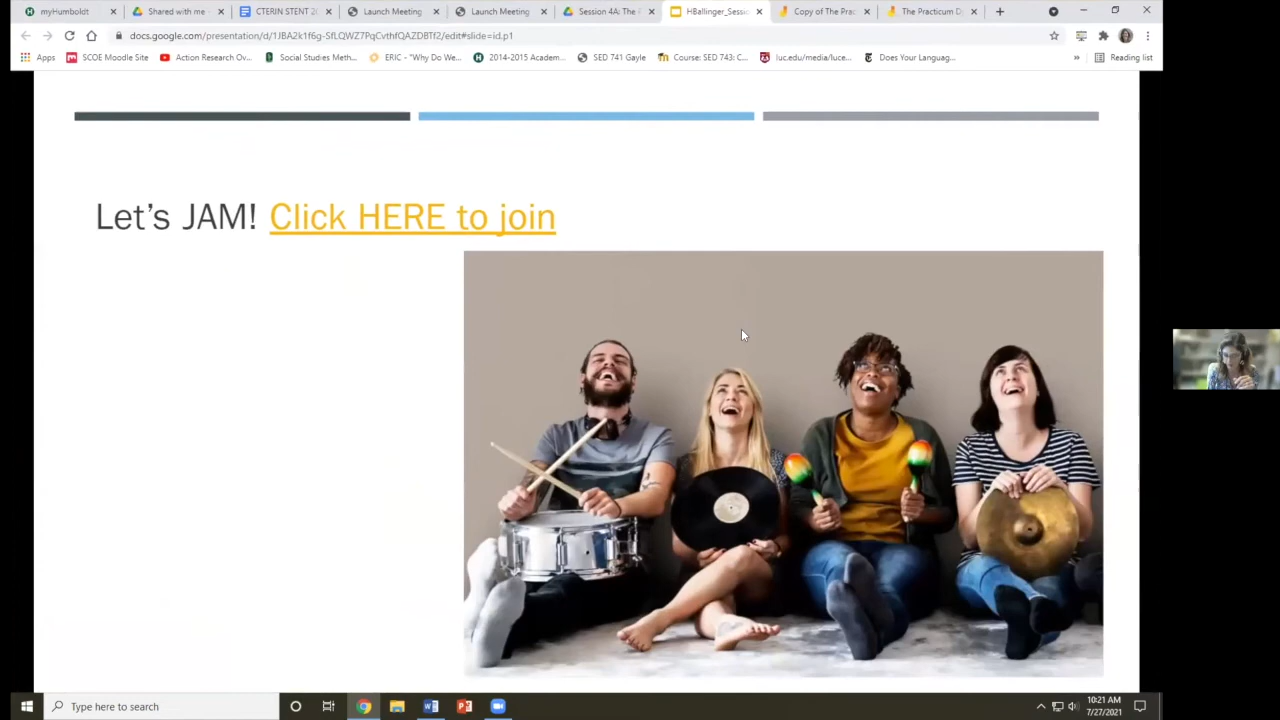 myHumboldt
Shared with me -
CTERIN STENT 20
Launch Meeting
Launch Meeting
Session 4A: The
HBallinger_Sessi
Copy of The Prac
The Practicum D
docs.google.com/presentation/d/1JBA2k1f6g-SfLQWZ7PqCvthfQAZDBTf2/edit#slide=id.p1
Apps
SCOE Moodle Site
Action Research Ov...
Social Studies Meth...
ERIC - "Why Do We...
2014-2015 Academ...
SED 741 Gayle
Course: SED 743: C...
luc.edu/media/luce...
Does Your Languag...
»
Reading list
Let's JAM! Click HERE to join
Type here to search
10:21 AM
7/27/2021